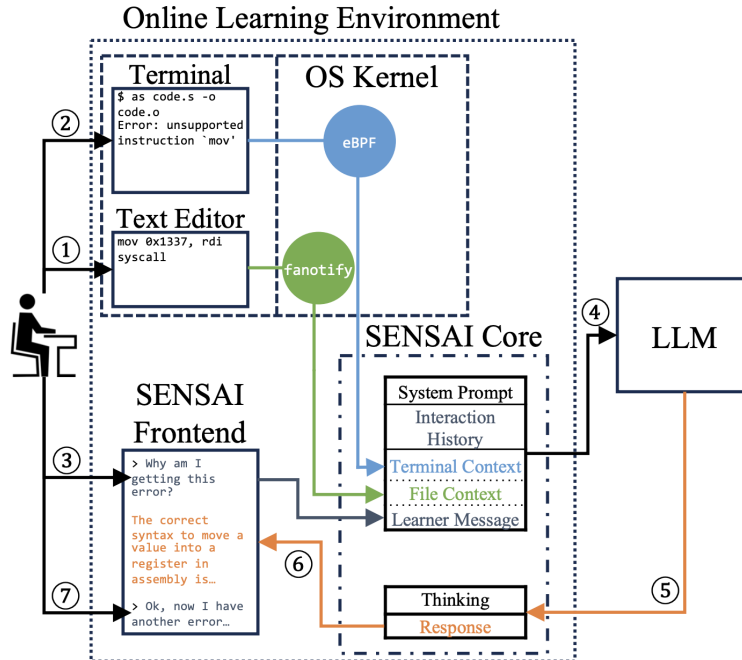 Online Learning Environment
Terminal
OS Kernel
$ as code.s -o
code.o
Error: unsupported
instruction `mov'
②
eBPF
Text Editor
①
mov 0x1337, rdi
syscall
fanotify
④
LLM
SENSAI Core
System Prompt
Interaction
History
Terminal Context
File Context
Learner Message
SENSAI
Frontend
③
> Why am I
getting this
error?
The correct
syntax to move a
value into a
register in
assembly is…
⑥
⑤
⑦
> Ok, now I have
another error…
Thinking
Response